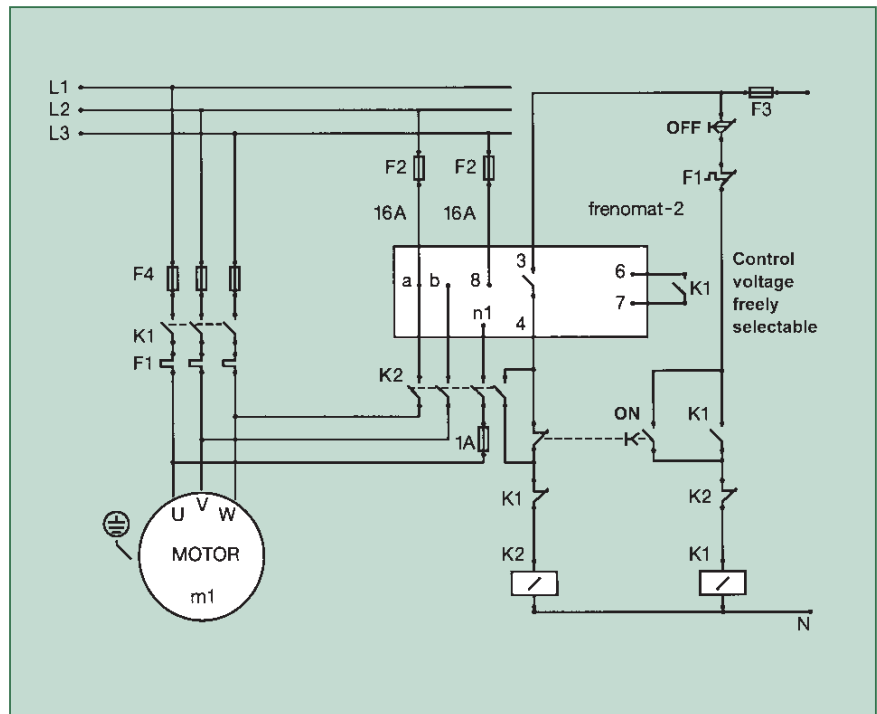 L1
L2
L3
F3
OFF
F1
F2
F2
frenomat-2
16A
16A
Control
voltage
freely
selectable
3
6
K1
a
b
8
7
n1
4
F4
K1
F1
K2
ON
K1
1A
K1
K2
U
V
W
K2
K1
MOTOR
m1
N